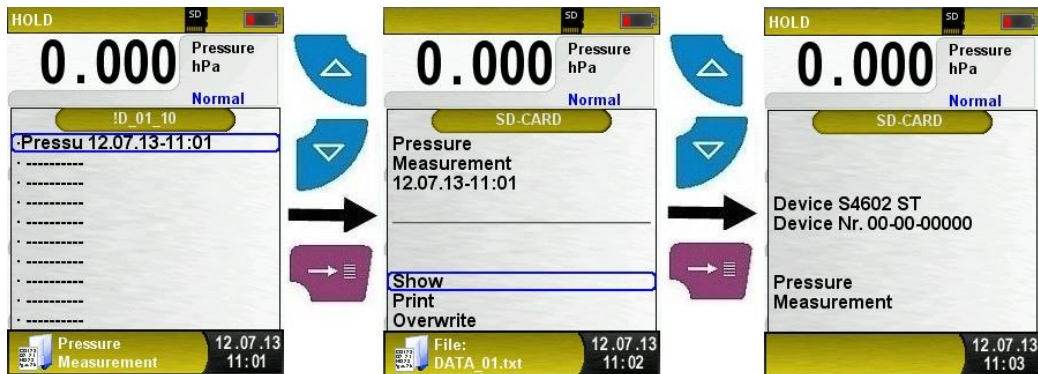 HOLD
SD
0.000
Pressure
hPa
Normal
!D_01_10
·Pressu 12.07.13-11:01
· ----------
· ----------
· ----------
· ----------
· ----------
· ----------
· ----------
· ----------
· ----------
Pressure
Measurement
12.07.13
11:01
SD
0.000
Pressure
hPa
Normal
SD-CARD
Pressure
Measurement
12.07.13-11:01
Show
Print
Overwrite
File:
DATA_01.txt
12.07.13
11:02
HOLD
SD
0.000
Pressure
hPa
Normal
SD-CARD
Device S4602 ST
Device Nr. 00-00-00000
Pressure
Measurement
12.07.13
11:03